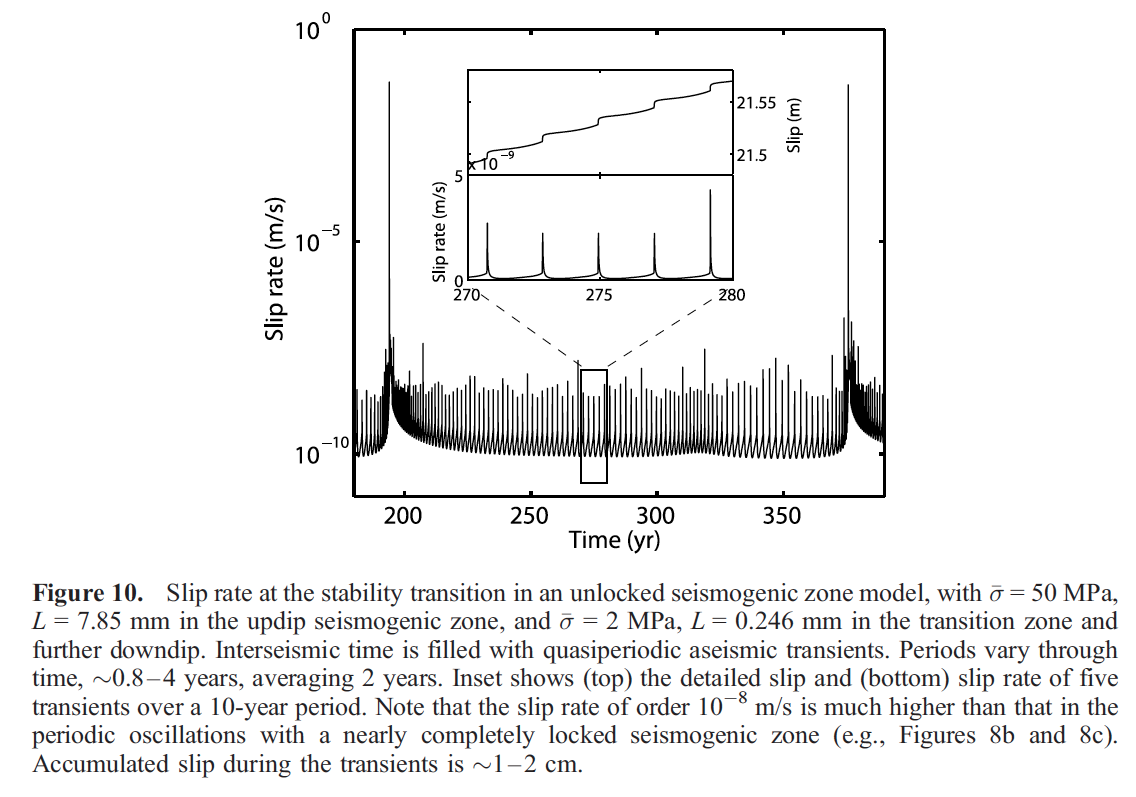 10^0
21.55
Slip (m)
21.5
x 10^−9
5
Slip rate (m/s)
0
270
275
280
10^−5
Slip rate (m/s)
10^−10
200
250
300
350
Time (yr)
Figure 10. Slip rate at the stability transition in an unlocked seismogenic zone model, with σ̄ = 50 MPa,
L = 7.85 mm in the updip seismogenic zone, and σ̄ = 2 MPa, L = 0.246 mm in the transition zone and
further downdip. Interseismic time is filled with quasiperiodic aseismic transients. Periods vary through
time, ∼0.8–4 years, averaging 2 years. Inset shows (top) the detailed slip and (bottom) slip rate of five
transients over a 10-year period. Note that the slip rate of order 10^−8 m/s is much higher than that in the
periodic oscillations with a nearly completely locked seismogenic zone (e.g., Figures 8b and 8c).
Accumulated slip during the transients is ∼1–2 cm.